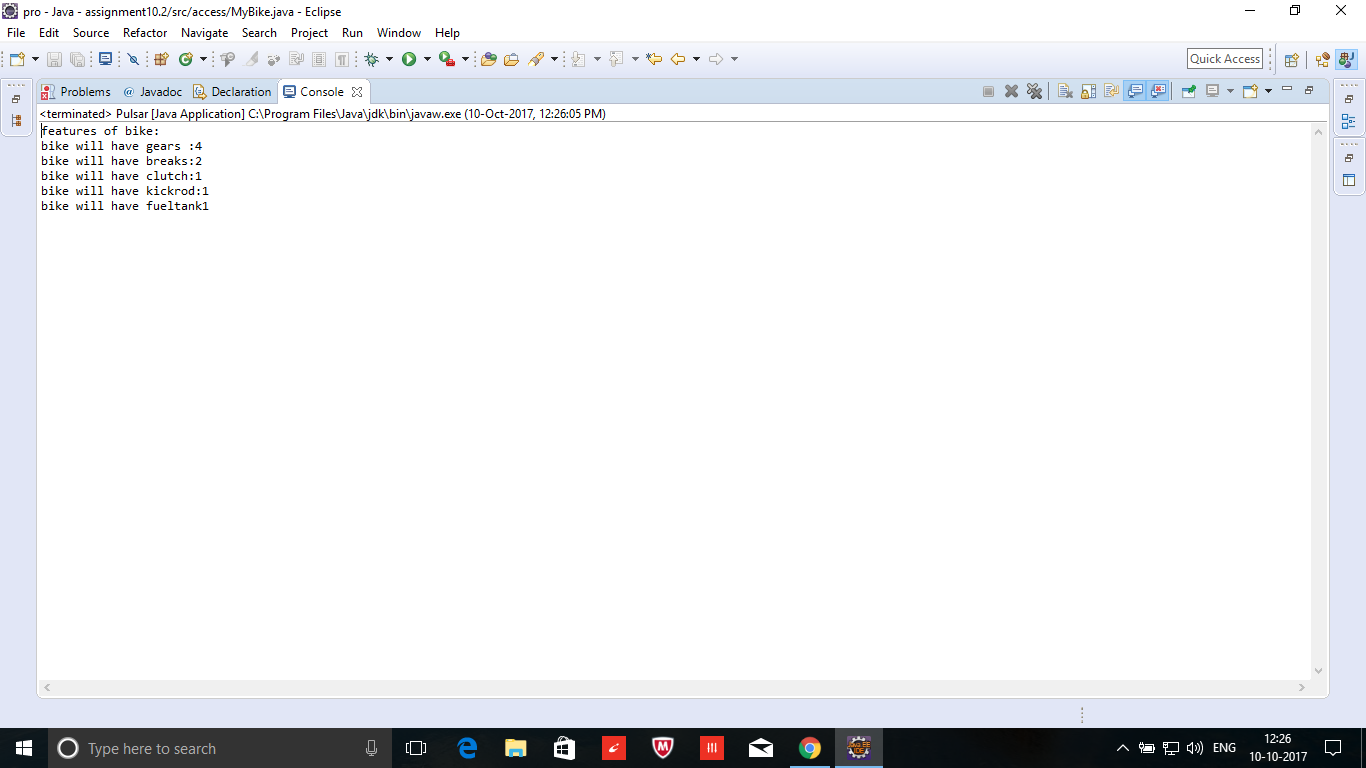 pro - Java - assignment10.2/src/access/MyBike.java - Eclipse
File Edit Source Refactor Navigate Search Project Run Window Help
Quick Access
Problems @ Javadoc Declaration Console
<terminated> Pulsar [Java Application] C:\Program Files\Java\jdk\bin\javaw.exe (10-Oct-2017, 12:26:05 PM)
features of bike:
bike will have gears :4
bike will have breaks:2
bike will have clutch:1
bike will have kickrod:1
bike will have fueltank1
Type here to search
ENG
12:26
10-10-2017